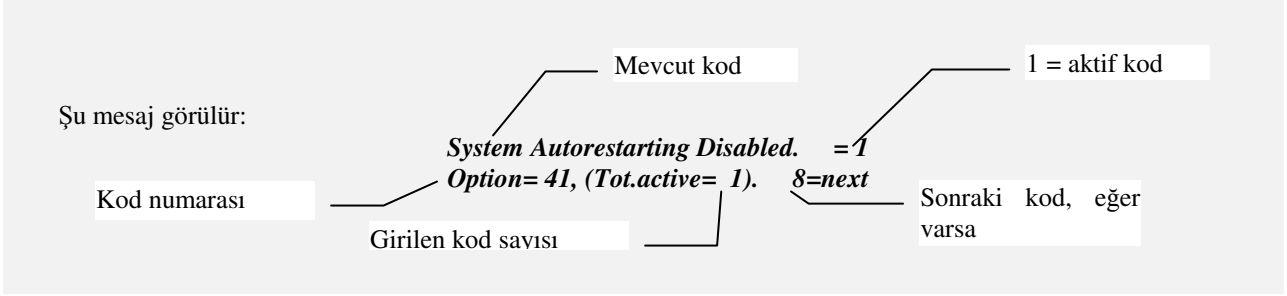 Mevcut kod
1 = aktif kod
Şu mesaj görülür:
System Autorestarting Disabled. = 1
Option= 41, (Tot.active= 1). 8=next
Kod numarası
Sonraki kod, eğer
varsa
Girilen kod sayısı